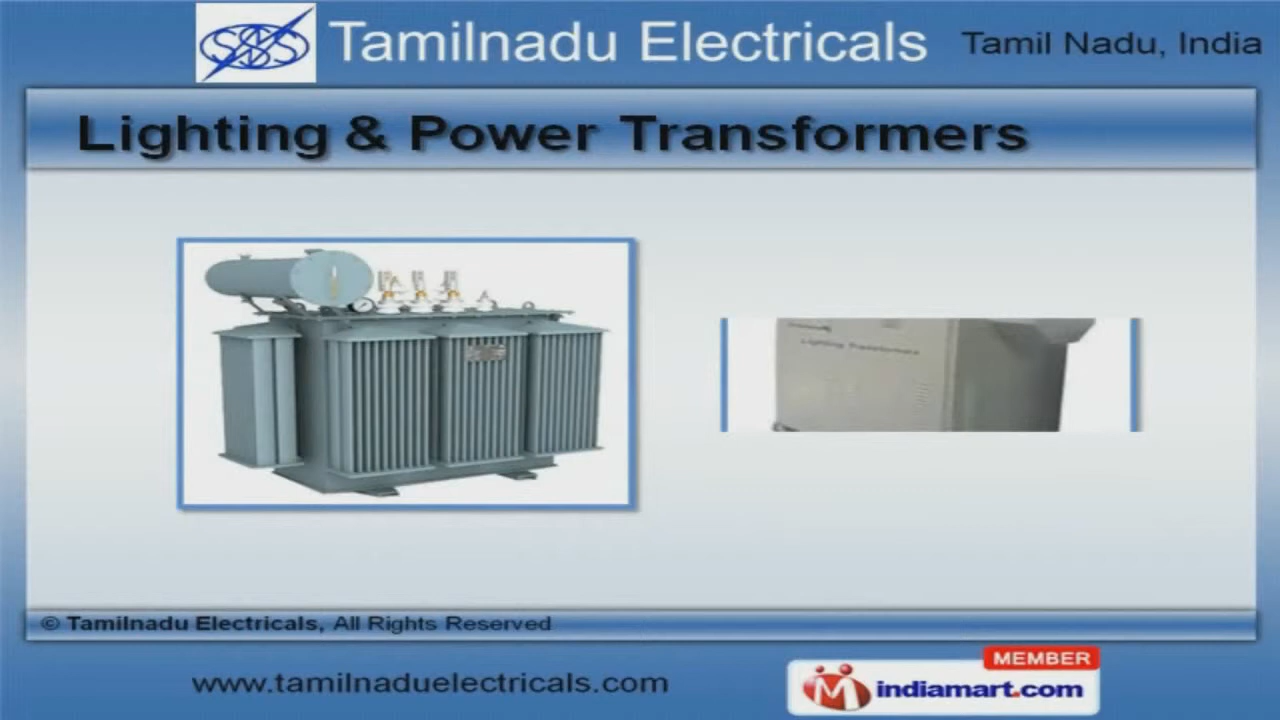 Tamilnadu Electricals
Tamil Nadu, India
Lighting & Power Transformers
Lighting Transformers
© Tamilnadu Electricals, All Rights Reserved
www.tamilnaduelectricals.com
MEMBER
indiamart.com